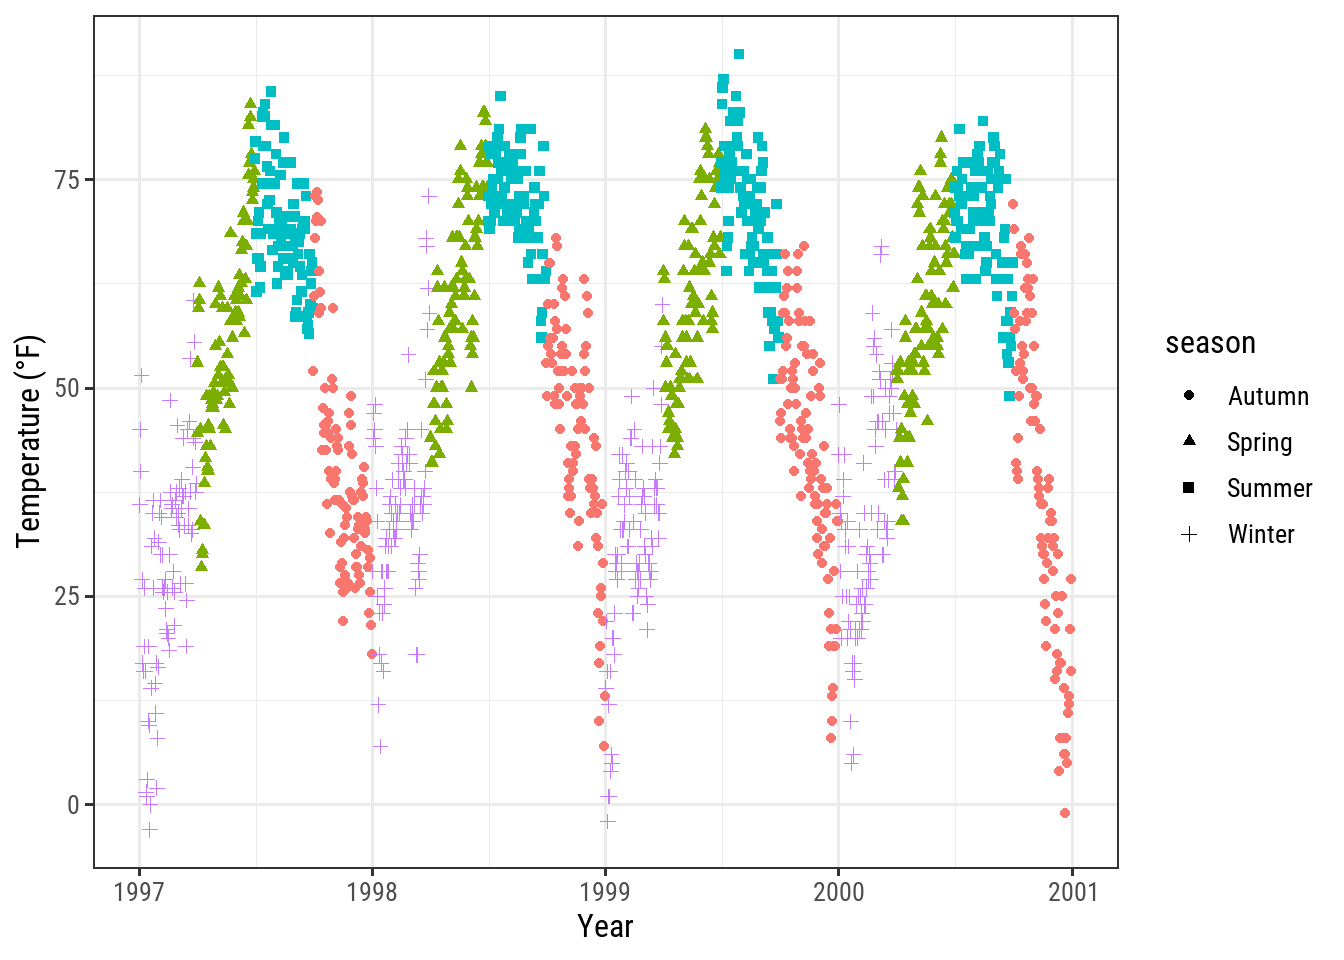 75
50
25
0
Temperature (°F)
1997 1998 1999 2000 2001
Year
season
Autumn
Spring
Summer
Winter